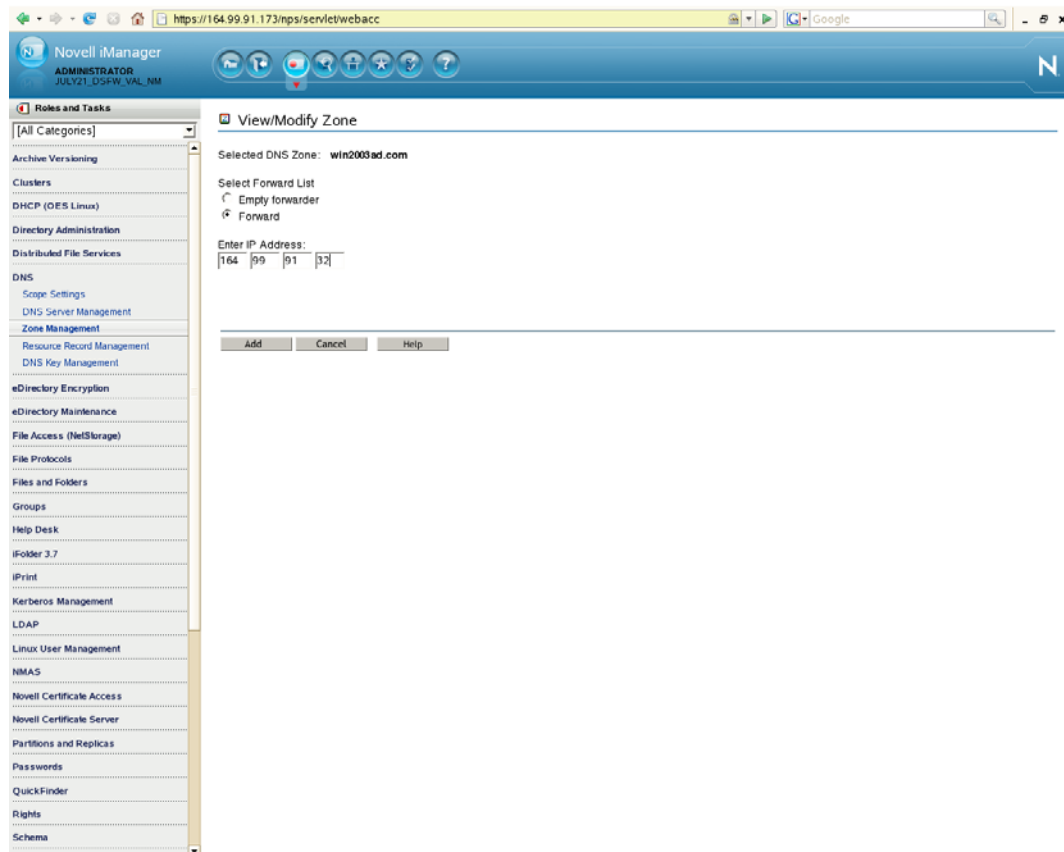 https://164.99.91.173/nps/servlet/webacc
Google
Novell iManager
ADMINISTRATOR
JULY21_DSFW_VAL_NM
N
Roles and Tasks
[All Categories]
Archive Versioning
Clusters
DHCP (OES Linux)
Directory Administration
Distributed File Services
DNS
Scope Settings
DNS Server Management
Zone Management
Resource Record Management
DNS Key Management
eDirectory Encryption
eDirectory Maintenance
File Access (NetStorage)
File Protocols
Files and Folders
Groups
Help Desk
iFolder 3.7
iPrint
Kerberos Management
LDAP
Linux User Management
NMAS
Novell Certificate Access
Novell Certificate Server
Partitions and Replicas
Passwords
QuickFinder
Rights
Schema
View/Modify Zone
Selected DNS Zone: win2003ad.com
Select Forward List
Empty forwarder
Forward
Enter IP Address:
164 99 91 32
Add Cancel Help